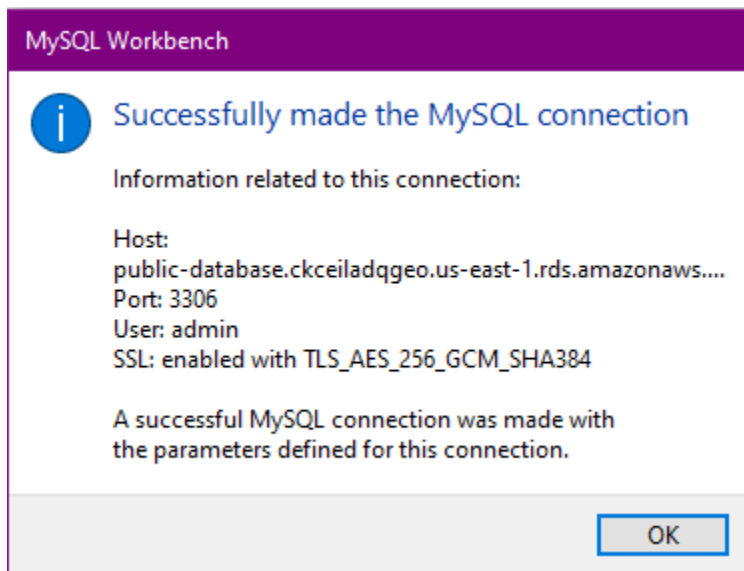 MySQL Workbench
Successfully made the MySQL connection
Information related to this connection:
Host:
public-database.ckceiladqgeo.us-east-1.rds.amazonaws....
Port: 3306
User: admin
SSL: enabled with TLS_AES_256_GCM_SHA384
A successful MySQL connection was made with
the parameters defined for this connection.
OK